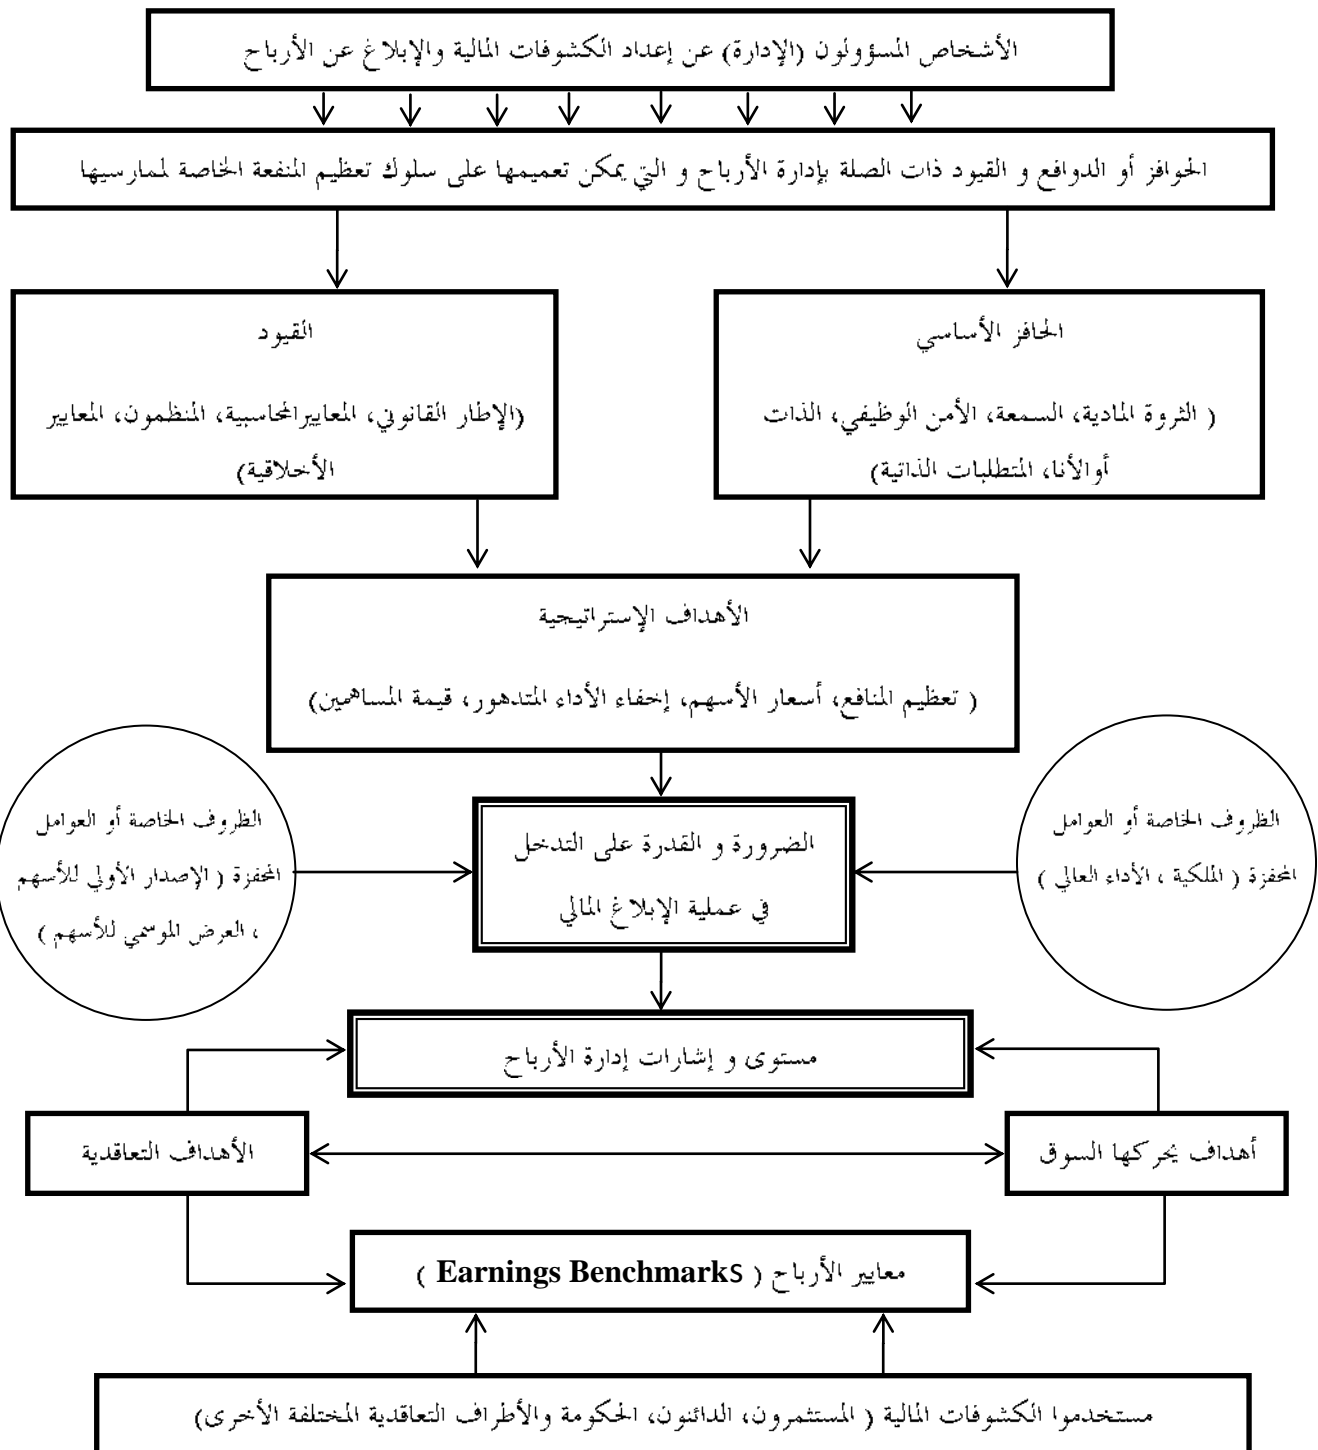 الأشخاص المسؤولون (الإدارة) عن إعداد الكشوفات المالية والإبلاغ عن الأرباح
الحوافز أو الدوافع و القيود ذات الصلة بإدارة الأرباح و التي يمكن تعميمها على سلوك تعظيم المنفعة الخاصة لممارسيها
الحافز الأساسي
( الثروة المادية، السمعة، الأمن الوظيفي، الذات
أوالأنا، المتطلبات الذاتية)
القيود
(الإطار القانوني، المعاييرالمحاسبية، المنظمون، المعايير
الأخلاقية)
الأهداف الإستراتيجية
( تعظيم المنافع، أسعار الأسهم، إخفاء الأداء المتدهور، قيمة المساهمين)
الظروف الخاصة أو العوامل
المحفزة ( الملكية ، الأداء العالي )
الضرورة و القدرة على التدخل
في عملية الإبلاغ المالي
الظروف الخاصة أو العوامل
المحفزة ( الإصدار الأولي للأسهم
، العرض الموسمي للأسهم )
مستوى و إشارات إدارة الأرباح
أهداف يحركها السوق
الأهداف التعاقدية
معايير الأرباح ( Earnings Benchmarks )
مستخدموا الكشوفات المالية ( المستثمرون، الدائنون، الحكومة والأطراف التعاقدية المختلفة الأخرى)